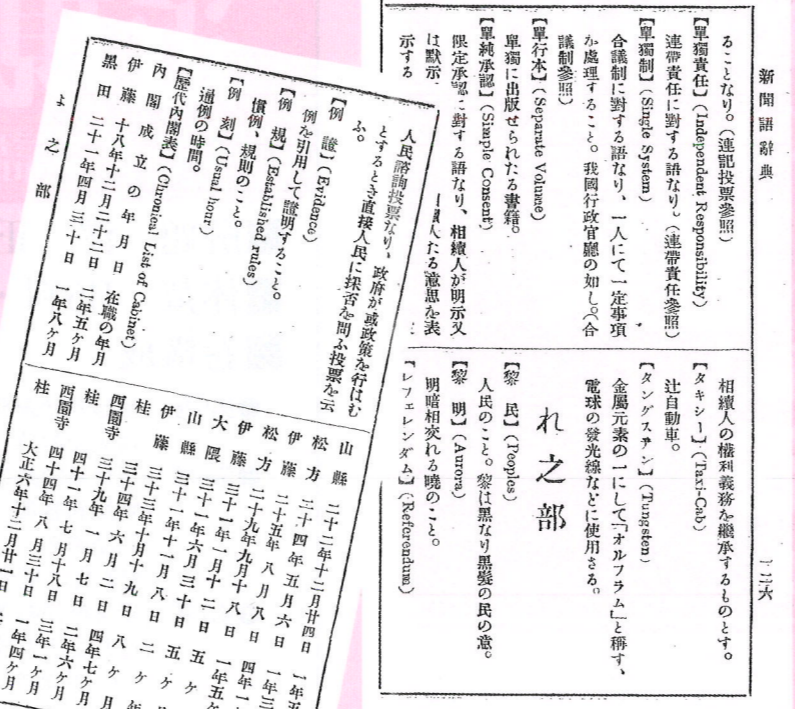 新聞語辭典
一二六
ることなり。(連記投票參照)
【單獨責任】(Independent Responsibility)
連帶責任に對する語なり。(連帶責任參照)
【單獨制】(Single System)
合議制に對する語なり、一人にて一定事項
を處理すること。我國行政官廳の如し。(合
議制參照)
【單行本】(Separate Volume)
單獨に出版せられたる書籍。
【單純承認】(Simple Consent)
限定承認に對する語なり、相續人が明示又
は默示
相續人たる意思を表
示する
相續人の權利義務を繼承するものとす。
【タキシー】(Taxi-Cab)
辻自動車。
【タングステン】(Tungsten)
金屬元素の一にして「オルフラム」と稱す、
電球の發光線などに使用さる。
れ之部
【黎民】(Peoples)
人民のこと。黎は黑なり黑髮の民の意。
【黎明】(Aurora)
明暗相交れる曉のこと。
【レフェレンダム】(Referendum)
人民諮詢投票なり、政府が或政策を行はむ
とするとき直接人民に採否を問ふ投票を云
ふ。
【例證】(Evidence)
例を引用して證明すること。
【例規】(Established rules)
慣例、規則のこと。
【例刻】(Usual hour)
通例の時間。
【歷代內閣表】(Chronical List of Cabinet)
內閣成立の年月日 在職の年月
伊藤 十八年十二月二十二日 二年五ヶ月
黑田 二十一年四月三十日 一年八ヶ月
之部
山縣 二十二年十二月廿四日
松方 二十四年五月六日
伊藤 二十五年八月八日
松方 二十九年九月十八日
伊藤 三十一年一月十二日
大隈 三十一年六月三十日 五ヶ
山縣 三十一年十一月八日
伊藤 三十三年十月十九日
桂 三十四年六月二日
西園寺 三十九年一月七日
桂 四十一年七月十八日
西園寺 四十四年八月三十日
桂 大正